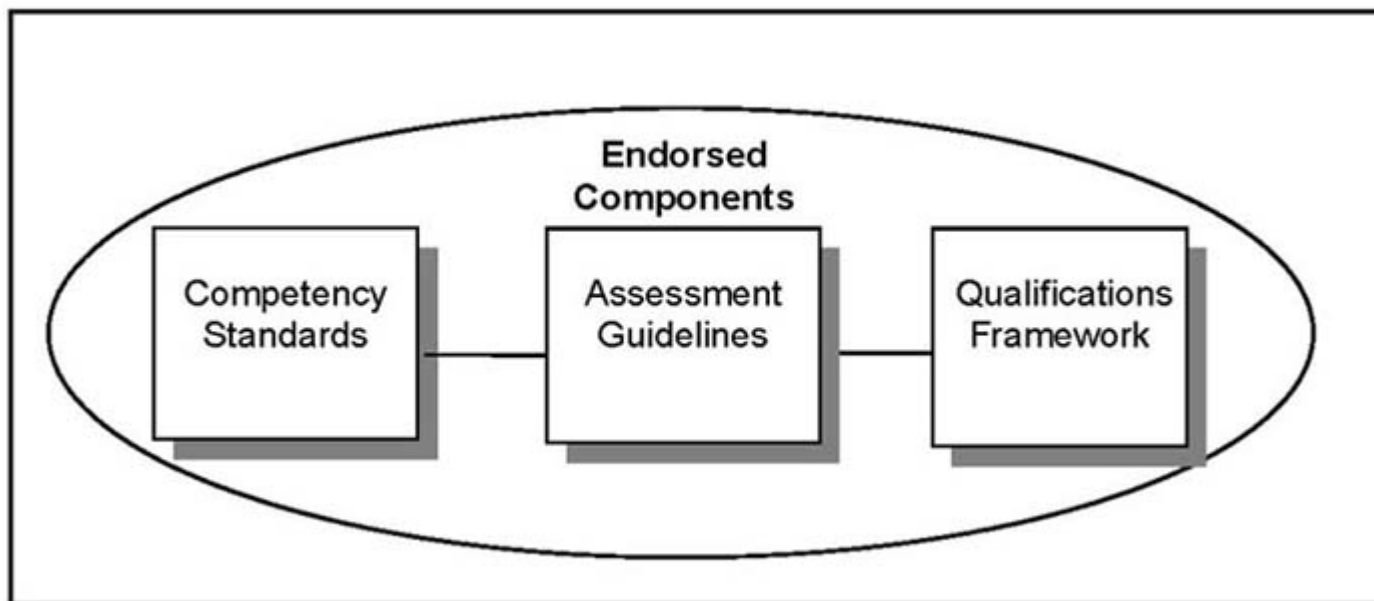 Endorsed
Components
Competency
Standards
Assessment
Guidelines
Qualifications
Framework